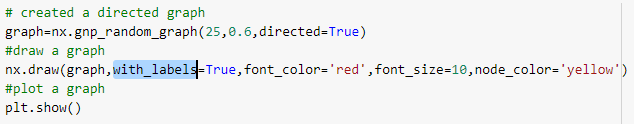 # created a directed graph
graph=nx.gnp_random_graph(25,0.6,directed=True)
#draw a graph
nx.draw(graph,with_labels=True,font_color='red',font_size=10,node_color='yellow')
#plot a graph
plt.show()